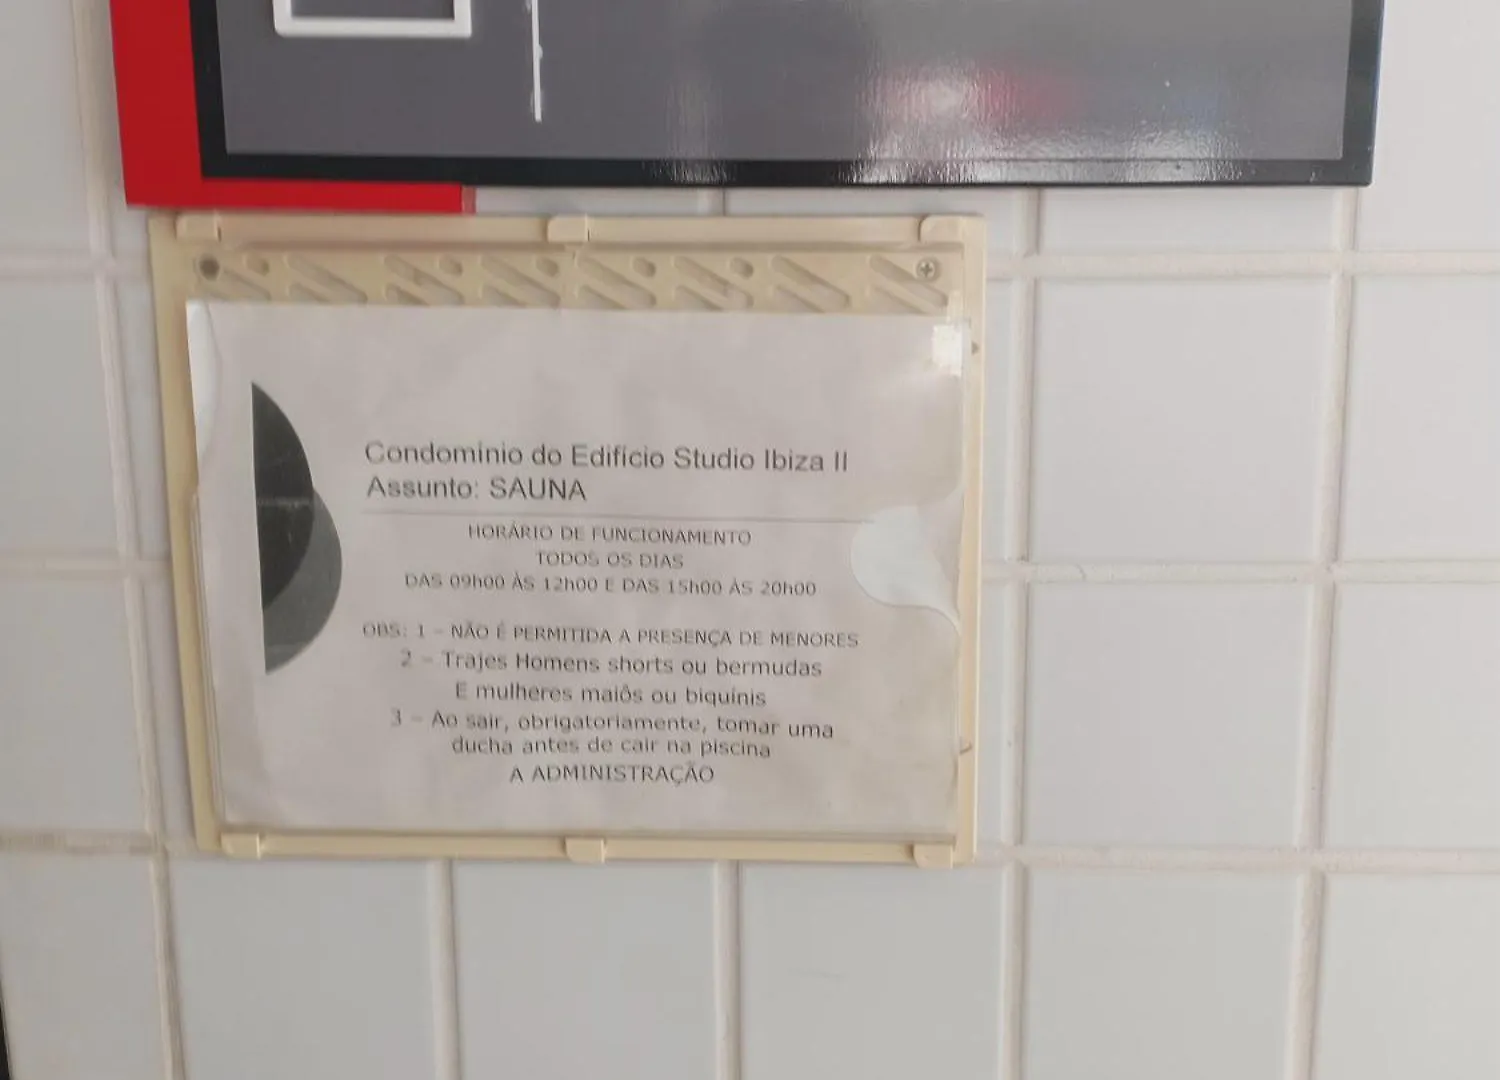 Condomínio do Edifício Studio Ibiza II
Assunto: SAUNA
HORÁRIO DE FUNCIONAMENTO
TODOS OS DIAS
DAS 09h00 ÀS 12h00 E DAS 15h00 ÀS 20h00
OBS: 1 – NÃO É PERMITIDA A PRESENÇA DE MENORES
2 – Trajes Homens shorts ou bermudas
E mulheres maiôs ou biquínis
3 – Ao sair, obrigatoriamente, tomar uma
ducha antes de cair na piscina
A ADMINISTRAÇÃO